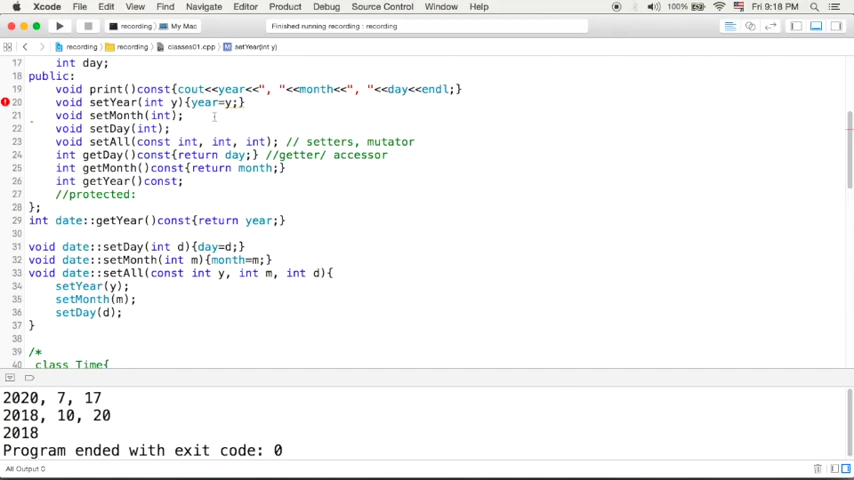 Xcode File Edit View Find Navigate Editor Product Debug Source Control Window Help 100% Fri 9:18 PM
recording My Mac Finished running recording : recording
recording recording classes01.cpp setYear(int y)
17 int day;
18 public:
19 void print()const{cout<<year<<", "<<month<<", "<<day<<endl;}
20 void setYear(int y){year=y;}
21 void setMonth(int);
22 void setDay(int);
23 void setAll(const int, int, int); // setters, mutator
24 int getDay()const{return day;} //getter/ accessor
25 int getMonth()const{return month;}
26 int getYear()const;
27 //protected:
28 };
29 int date::getYear()const{return year;}
30
31 void date::setDay(int d){day=d;}
32 void date::setMonth(int m){month=m;}
33 void date::setAll(const int y, int m, int d){
34 setYear(y);
35 setMonth(m);
36 setDay(d);
37 }
38
39 /*
40 class Time{
2020, 7, 17
2018, 10, 20
2018
Program ended with exit code: 0
All Output